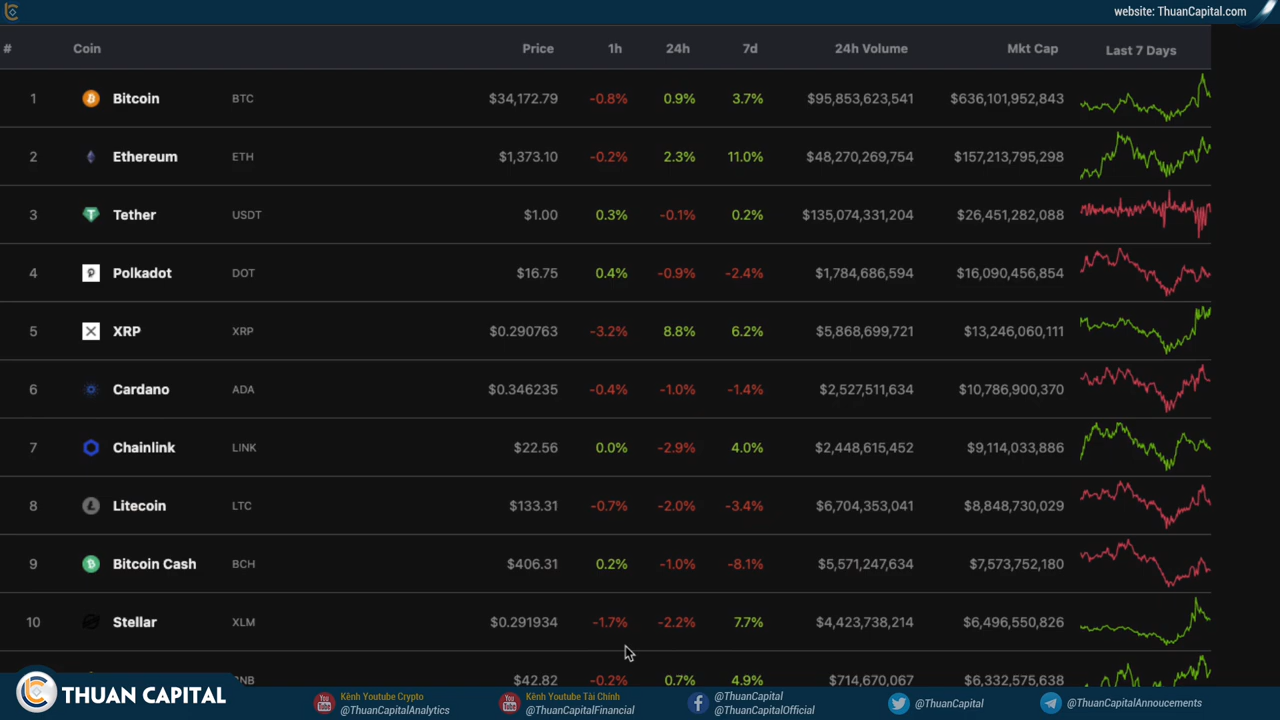 website: ThuanCapital.com
# Coin Price 1h 24h 7d 24h Volume Mkt Cap Last 7 Days
1 Bitcoin BTC $34,172.79 -0.8% 0.9% 3.7% $95,853,623,541 $636,101,952,843
2 Ethereum ETH $1,373.10 -0.2% 2.3% 11.0% $48,270,269,754 $157,213,795,298
3 Tether USDT $1.00 0.3% -0.1% 0.2% $135,074,331,204 $26,451,282,088
4 Polkadot DOT $16.75 0.4% -0.9% -2.4% $1,784,686,594 $16,090,456,854
5 XRP XRP $0.290763 -3.2% 8.8% 6.2% $5,868,699,721 $13,246,060,111
6 Cardano ADA $0.346235 -0.4% -1.0% -1.4% $2,527,511,634 $10,786,900,370
7 Chainlink LINK $22.56 0.0% -2.9% 4.0% $2,448,615,452 $9,114,033,886
8 Litecoin LTC $133.31 -0.7% -2.0% -3.4% $6,704,353,041 $8,848,730,029
9 Bitcoin Cash BCH $406.31 0.2% -1.0% -8.1% $5,571,247,634 $7,573,752,180
10 Stellar XLM $0.291934 -1.7% -2.2% 7.7% $4,423,738,214 $6,496,550,826
$42.82 -0.2% 0.7% 4.9% $714,670,067 $6,332,575,638
THUAN CAPITAL
Kênh Youtube Crypto
@ThuanCapitalAnalytics
Kênh Youtube Tài Chính
@ThuanCapitalFinancial
@ThuanCapital
@ThuanCapitalOfficial
@ThuanCapital
@ThuanCapitalAnnoucements